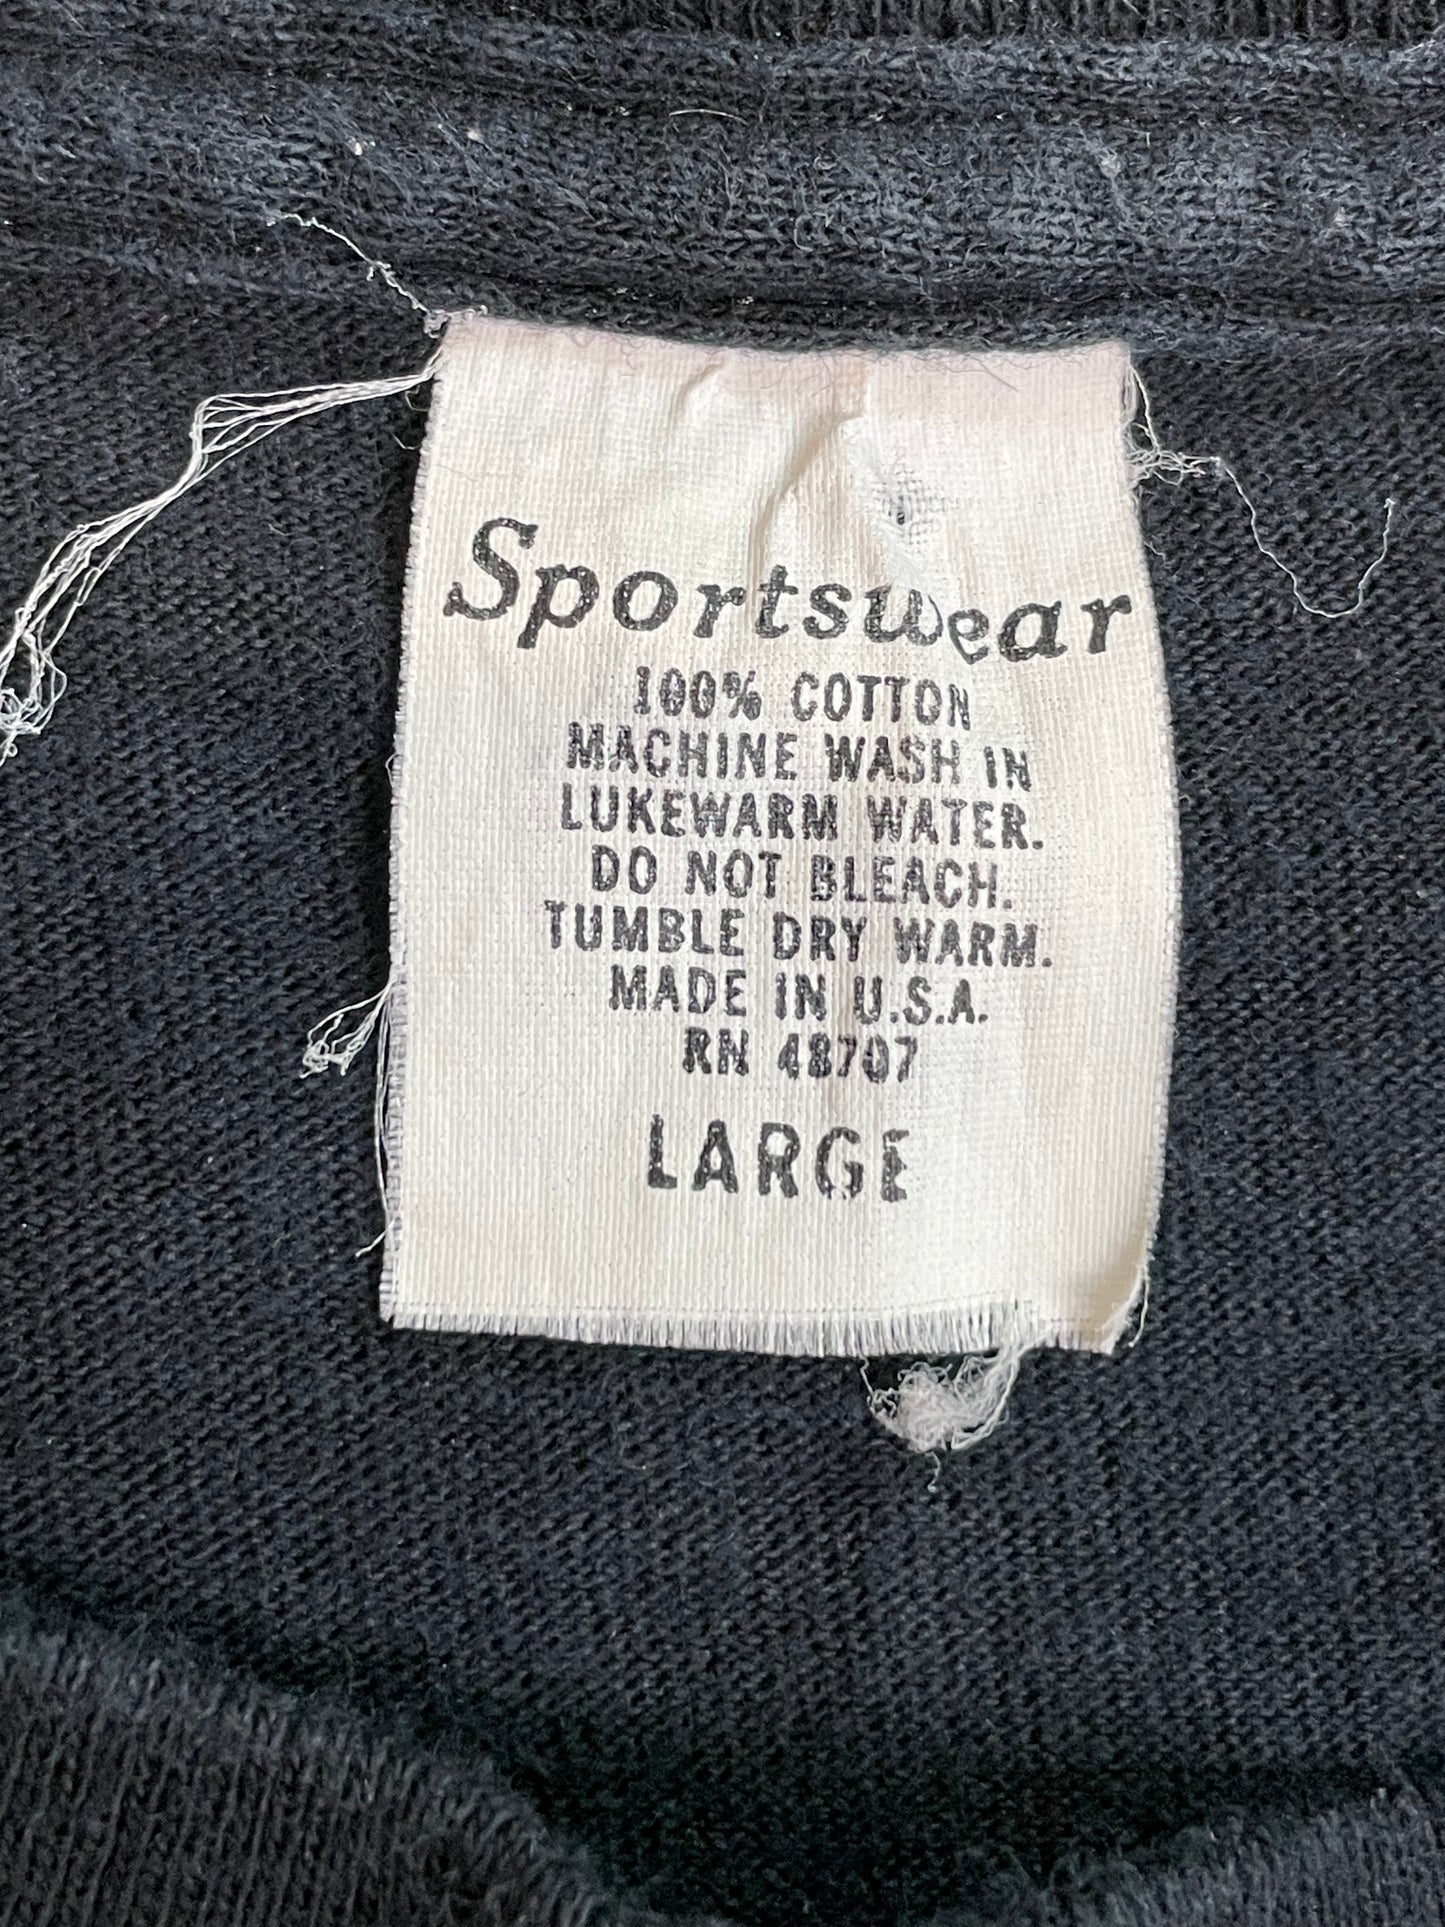 Sportswear
100% COTTON
MACHINE WASH IN
LUKEWARM WATER.
DO NOT BLEACH.
TUMBLE DRY WARM.
MADE IN U.S.A.
RN 48707
LARGE